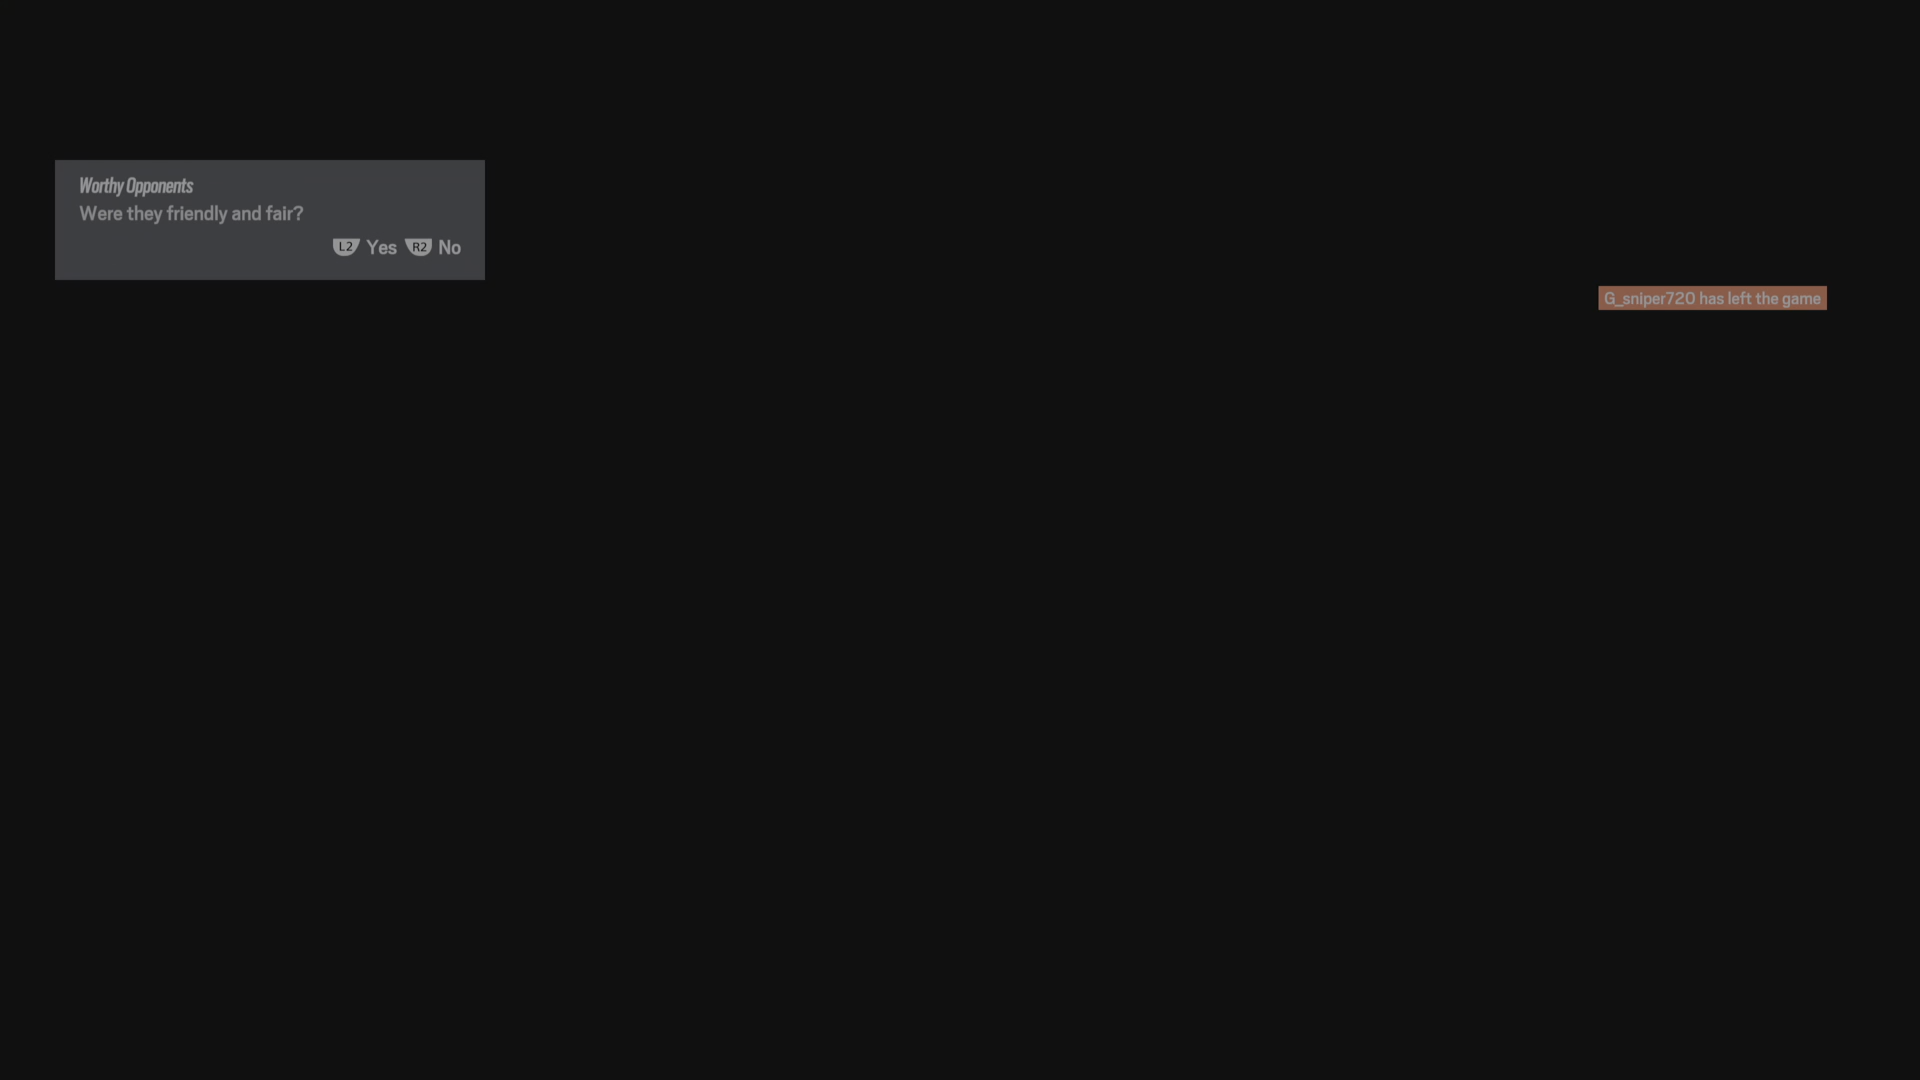 Worthy Opponents
Were they friendly and fair?
L2 Yes R2 No
G_sniper720 has left the game